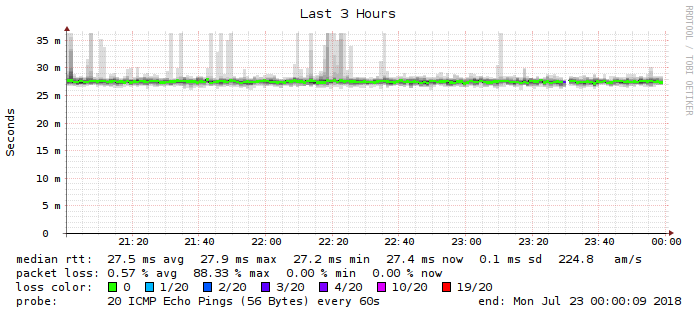 Last 3 Hours
RRDTOOL / TOBI OETIKER
Seconds
35 m
30 m
25 m
20 m
15 m
10 m
5 m
0
21:20 21:40 22:00 22:20 22:40 23:00 23:20 23:40 00:00
median rtt: 27.5 ms avg 27.9 ms max 27.2 ms min 27.4 ms now 0.1 ms sd 224.8 am/s
packet loss: 0.57 % avg 88.33 % max 0.00 % min 0.00 % now
loss color: 0 1/20 2/20 3/20 4/20 10/20 19/20
probe: 20 ICMP Echo Pings (56 Bytes) every 60s end: Mon Jul 23 00:00:09 2018